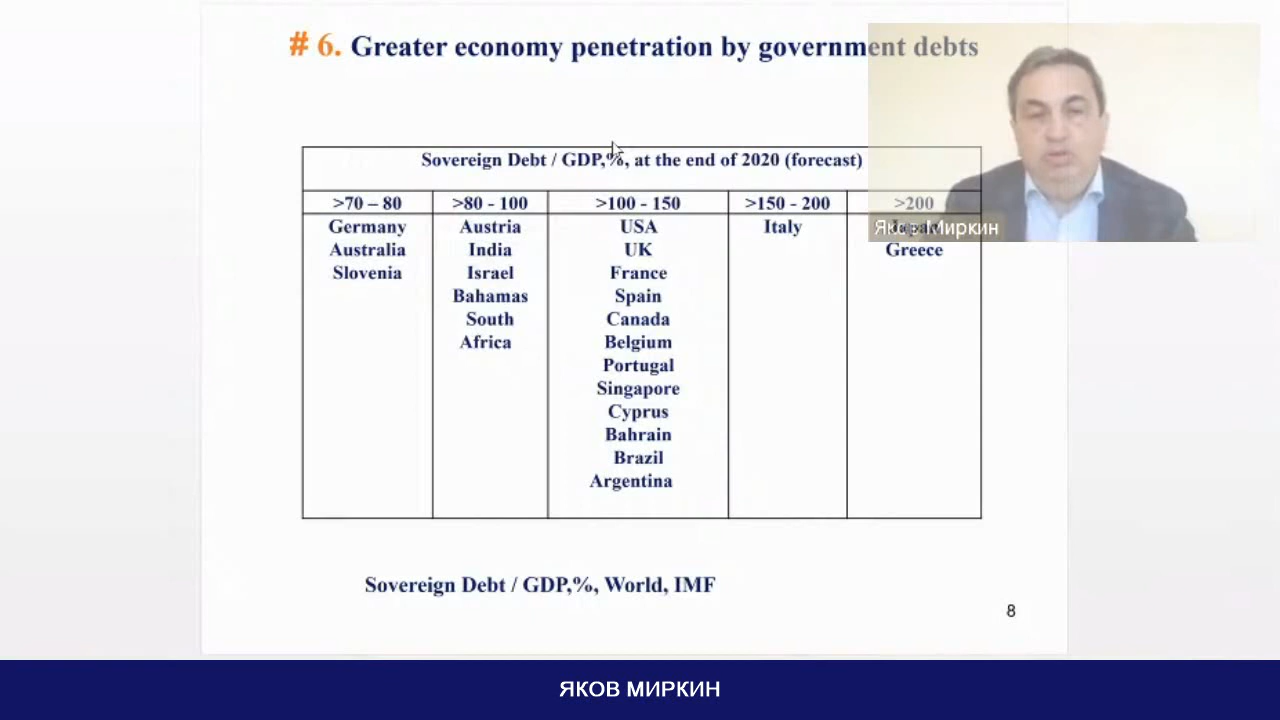 # 6. Greater economy penetration by government debts
Sovereign Debt / GDP,%, at the end of 2020 (forecast)
>70 – 80 >80 - 100 >100 - 150 >150 - 200 >200
Germany Austria USA Italy
Яков Миркин
Australia India UK Greece
Slovenia Israel France
Bahamas Spain
South Canada
Africa Belgium
Portugal
Singapore
Cyprus
Bahrain
Brazil
Argentina
Sovereign Debt / GDP,%, World, IMF
8
ЯКОВ МИРКИН